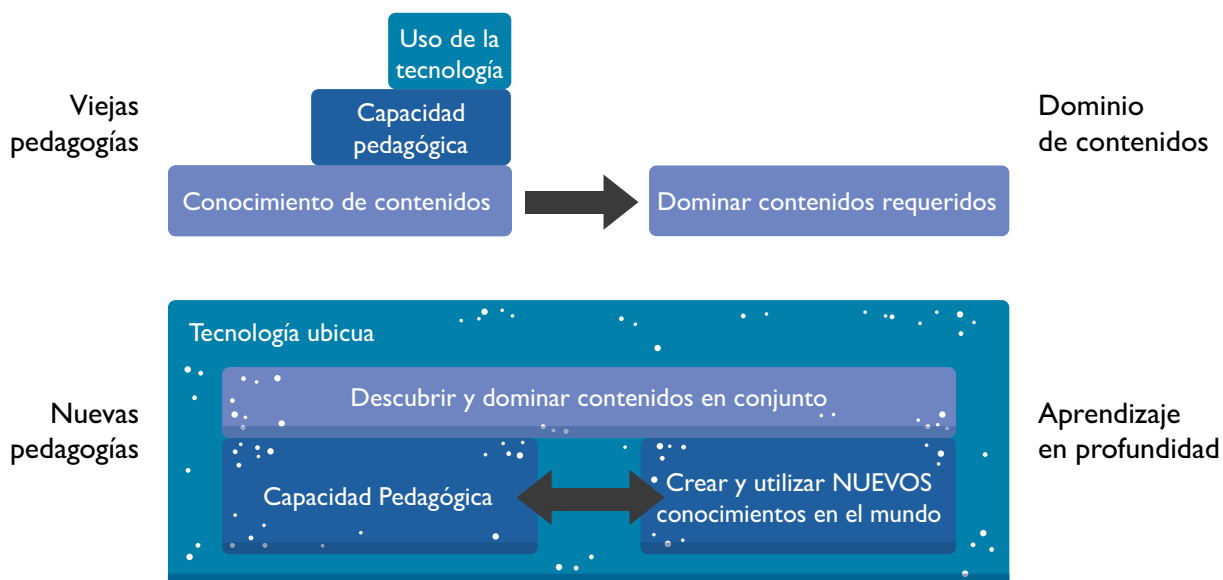 Uso de la
tecnología
Viejas
pedagogías
Capacidad
pedagógica
Dominio
de contenidos
Conocimiento de contenidos
Dominar contenidos requeridos
Tecnología ubicua
Descubrir y dominar contenidos en conjunto
Nuevas
pedagogías
Aprendizaje
en profundidad
Capacidad Pedagógica
Crear y utilizar NUEVOS
conocimientos en el mundo